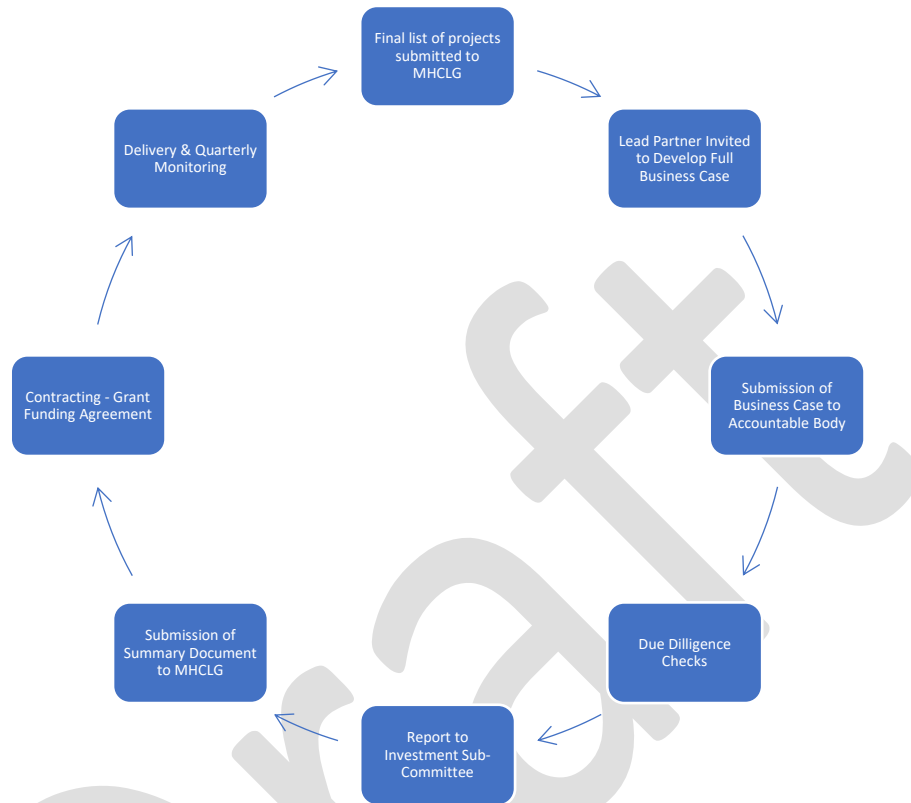 Final list of projects
submitted to
MHCLG
Lead Partner Invited
to Develop Full
Business Case
Submission of
Business Case to
Accountable Body
Due Dilligence
Checks
Report to
Investment Sub-
Committee
Submission of
Summary Document
to MHCLG
Contracting - Grant
Funding Agreement
Delivery & Quarterly
Monitoring
Draft